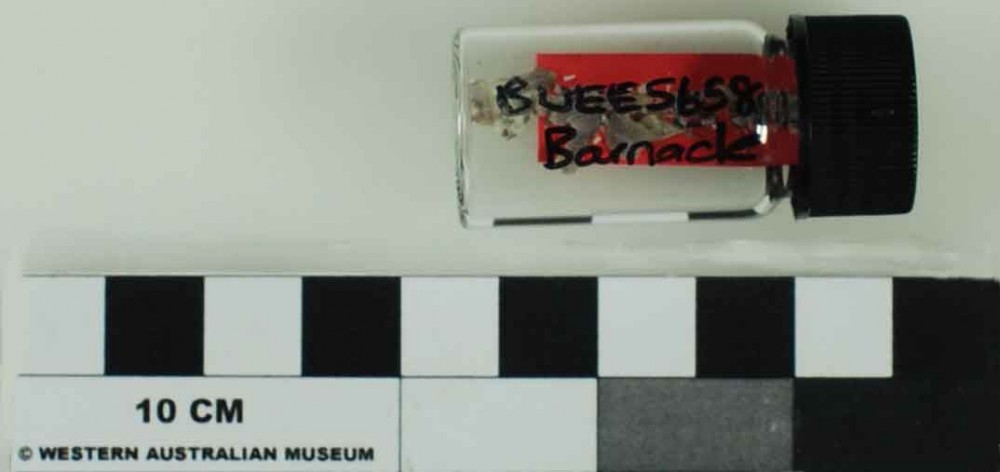 BUEE5658
Barnacle
10 CM
© WESTERN AUSTRALIAN MUSEUM